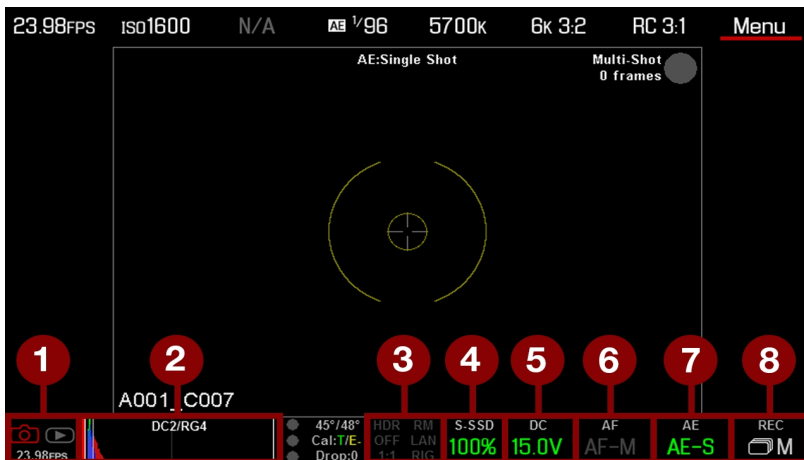 23.98FPS ISO1600 N/A AE 1/96 5700K 6K 3:2 RC 3:1 Menu
AE:Single Shot
Multi-Shot
0 frames
1 2 3 4 5 6 7 8
A001_C007
23.98FPS
DC2/RG4
45°/48°
Cal:T/E-
Drop:0
HDR RM
OFF LAN
1:1 RIG
S-SSD
100%
DC
15.0V
AF
AF-M
AE
AE-S
REC
M